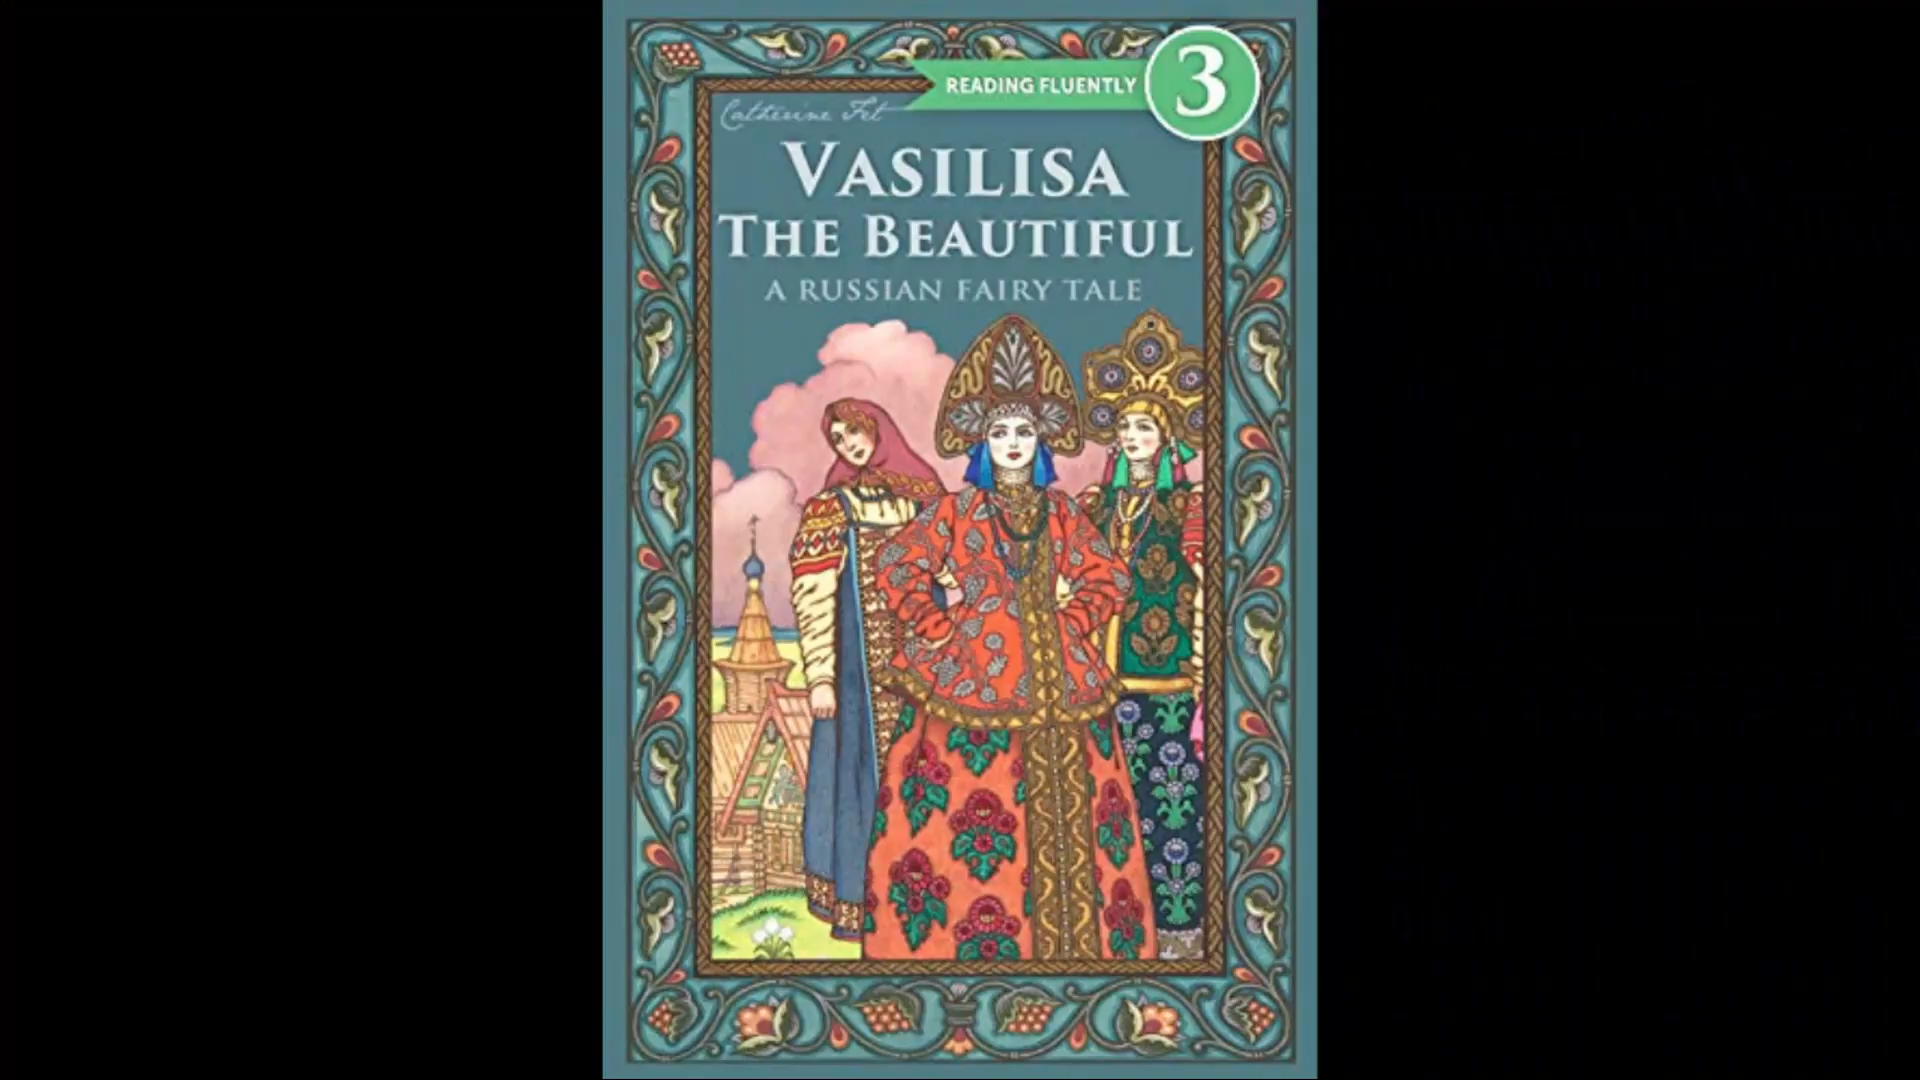 READING FLUENTLY 3
Catherine Fet
VASILISA
THE BEAUTIFUL
A RUSSIAN FAIRY TALE